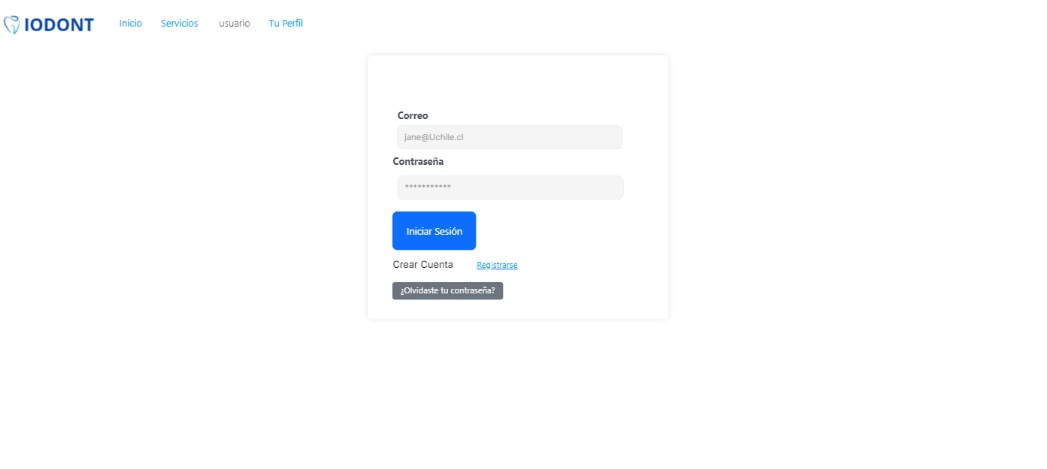 IODONT Inicio Servicios usuario Tu Perfil
Correo
jane@Uchile.cl
Contraseña
***********
Iniciar Sesión
Crear Cuenta Registrarse
¿Olvidaste tu contraseña?